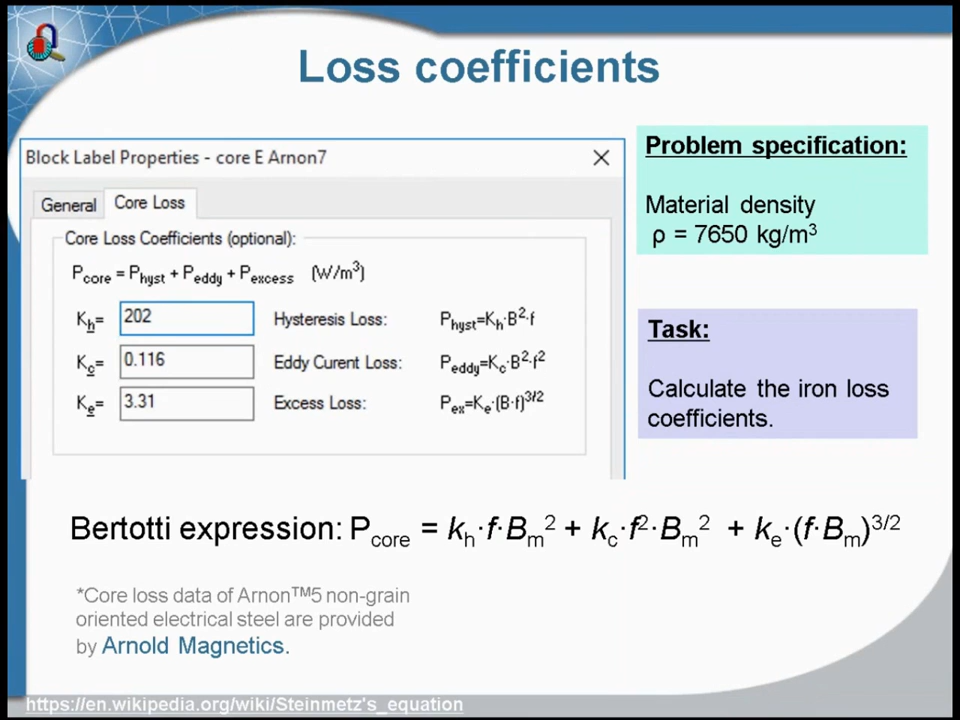 Loss coefficients
Block Label Properties - core E Arnon7
General Core Loss
Core Loss Coefficients (optional):
Pcore = Physt + Peddy + Pexcess (W/m³)
Kh= 202 Hysteresis Loss: Physt=Kh·B²·f
Kc= 0.116 Eddy Curent Loss: Peddy=Kc·B²·f²
Ke= 3.31 Excess Loss: Pex=Ke·(B·f)^3/2
Problem specification:
Material density
ρ = 7650 kg/m³
Task:
Calculate the iron loss
coefficients.
Bertotti expression: Pcore = kh·f·Bm² + kc·f²·Bm² + ke·(f·Bm)^3/2
*Core loss data of Arnon™5 non-grain
oriented electrical steel are provided
by Arnold Magnetics.
https://en.wikipedia.org/wiki/Steinmetz's_equation